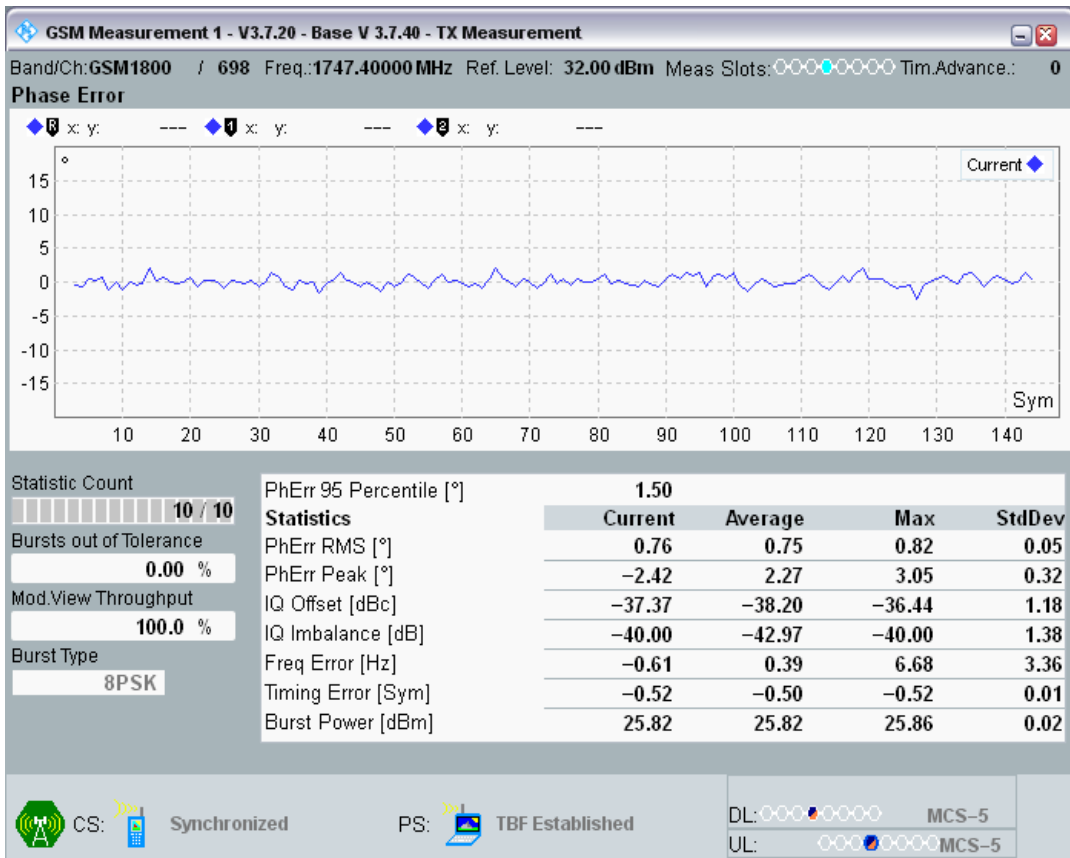 GSM Measurement 1 - V3.7.20 - Base V 3.7.40 - TX Measurement
Band/Ch:GSM1800 / 698 Freq.:1747.40000 MHz Ref. Level: 32.00 dBm Meas Slots: Tim.Advance.: 0
Phase Error
R x: y: --- 1 x: y: --- 2 x: y: ---
° Current
15
10
5
0
-5
-10
-15
Sym
10 20 30 40 50 60 70 80 90 100 110 120 130 140
Statistic Count
10 / 10
Bursts out of Tolerance
0.00 %
Mod.View Throughput
100.0 %
Burst Type
8PSK
PhErr 95 Percentile [°] 1.50
Statistics Current Average Max StdDev
PhErr RMS [°] 0.76 0.75 0.82 0.05
PhErr Peak [°] −2.42 2.27 3.05 0.32
IQ Offset [dBc] −37.37 −38.20 −36.44 1.18
IQ Imbalance [dB] −40.00 −42.97 −40.00 1.38
Freq Error [Hz] −0.61 0.39 6.68 3.36
Timing Error [Sym] −0.52 −0.50 −0.52 0.01
Burst Power [dBm] 25.82 25.82 25.86 0.02
CS: Synchronized PS: TBF Established
DL: MCS−5
UL: MCS−5